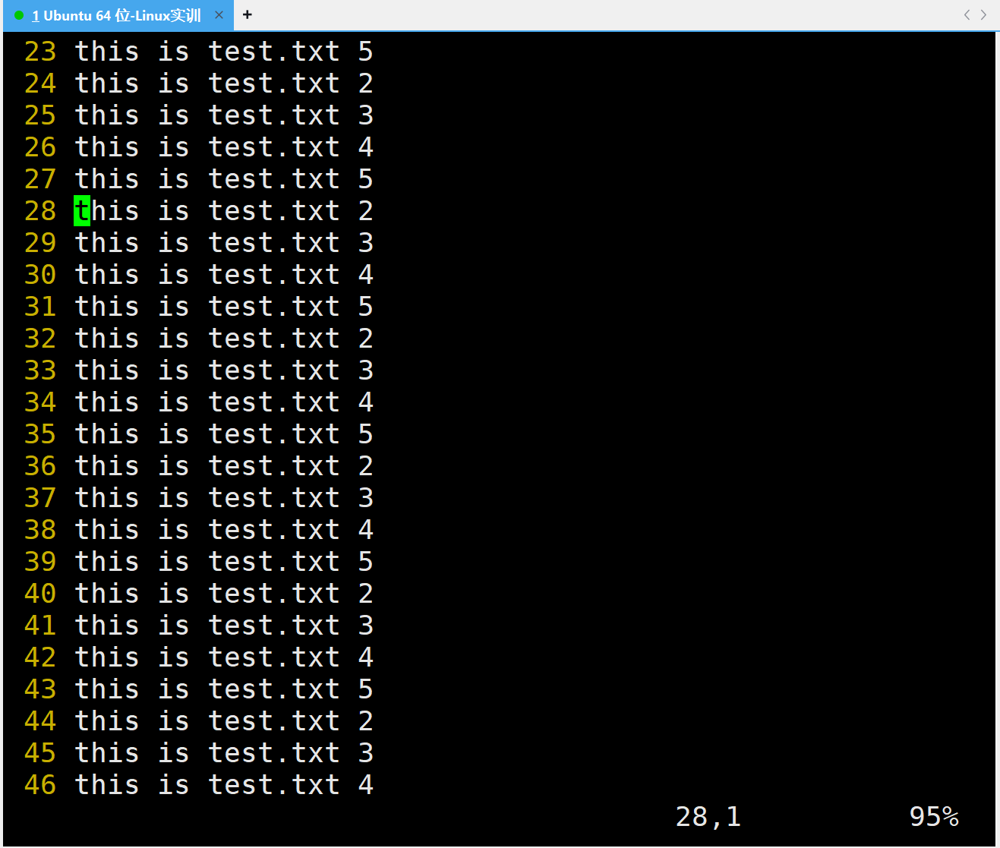 1 Ubuntu 64 位-Linux实训 × +
23 this is test.txt 5
24 this is test.txt 2
25 this is test.txt 3
26 this is test.txt 4
27 this is test.txt 5
28 this is test.txt 2
29 this is test.txt 3
30 this is test.txt 4
31 this is test.txt 5
32 this is test.txt 2
33 this is test.txt 3
34 this is test.txt 4
35 this is test.txt 5
36 this is test.txt 2
37 this is test.txt 3
38 this is test.txt 4
39 this is test.txt 5
40 this is test.txt 2
41 this is test.txt 3
42 this is test.txt 4
43 this is test.txt 5
44 this is test.txt 2
45 this is test.txt 3
46 this is test.txt 4
28,1 95%